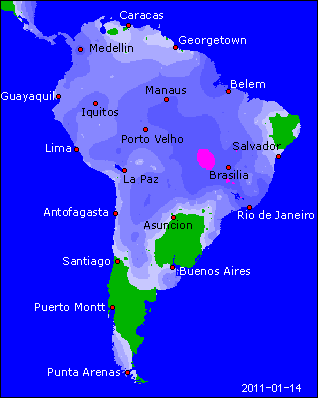 Caracas
Georgetown
Medellin
Belem
Manaus
Guayaquil
Iquitos
Porto Velho
Salvador
Lima
Brasilia
La Paz
Antofagasta
Rio de Janeiro
Asuncion
Santiago
Buenos Aires
Puerto Montt
Punta Arenas
2011-01-14